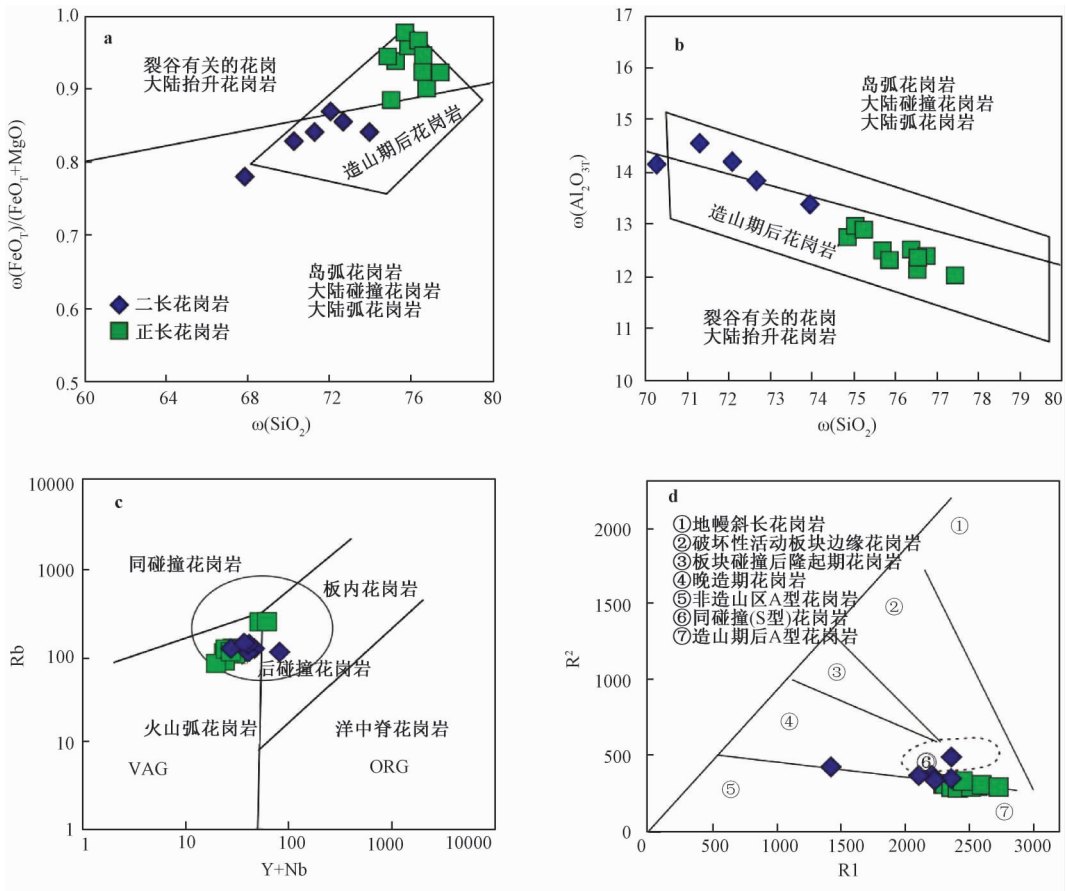 a
裂谷有关的花岗
大陆抬升花岗岩
造山期后花岗岩
岛弧花岗岩
大陆碰撞花岗岩
大陆弧花岗岩
二长花岗岩
正长花岗岩
ω(FeO_T)/(FeO_T+MgO)
1.0
0.9
0.8
0.7
0.6
0.5
60
64
68
72
76
80
ω(SiO₂)
b
岛弧花岗岩
大陆碰撞花岗岩
大陆弧花岗岩
造山期后花岗岩
裂谷有关的花岗
大陆抬升花岗岩
ω(Al₂O₃T)
17
16
15
14
13
12
11
10
70
71
72
73
74
75
76
77
78
79
80
ω(SiO₂)
c
同碰撞花岗岩
板内花岗岩
后碰撞花岗岩
火山弧花岗岩
洋中脊花岗岩
VAG
ORG
Rb
10000
1000
100
10
1
1
10
100
1000
10000
Y+Nb
d
①地幔斜长花岗岩
②破坏性活动板块边缘花岗岩
③板块碰撞后隆起期花岗岩
④晚造期花岗岩
⑤非造山区A型花岗岩
⑥同碰撞(S型)花岗岩
⑦造山期后A型花岗岩
①
②
③
④
⑤
⑥
⑦
R²
2000
1500
1000
500
0
0
500
1000
1500
2000
2500
3000
R1